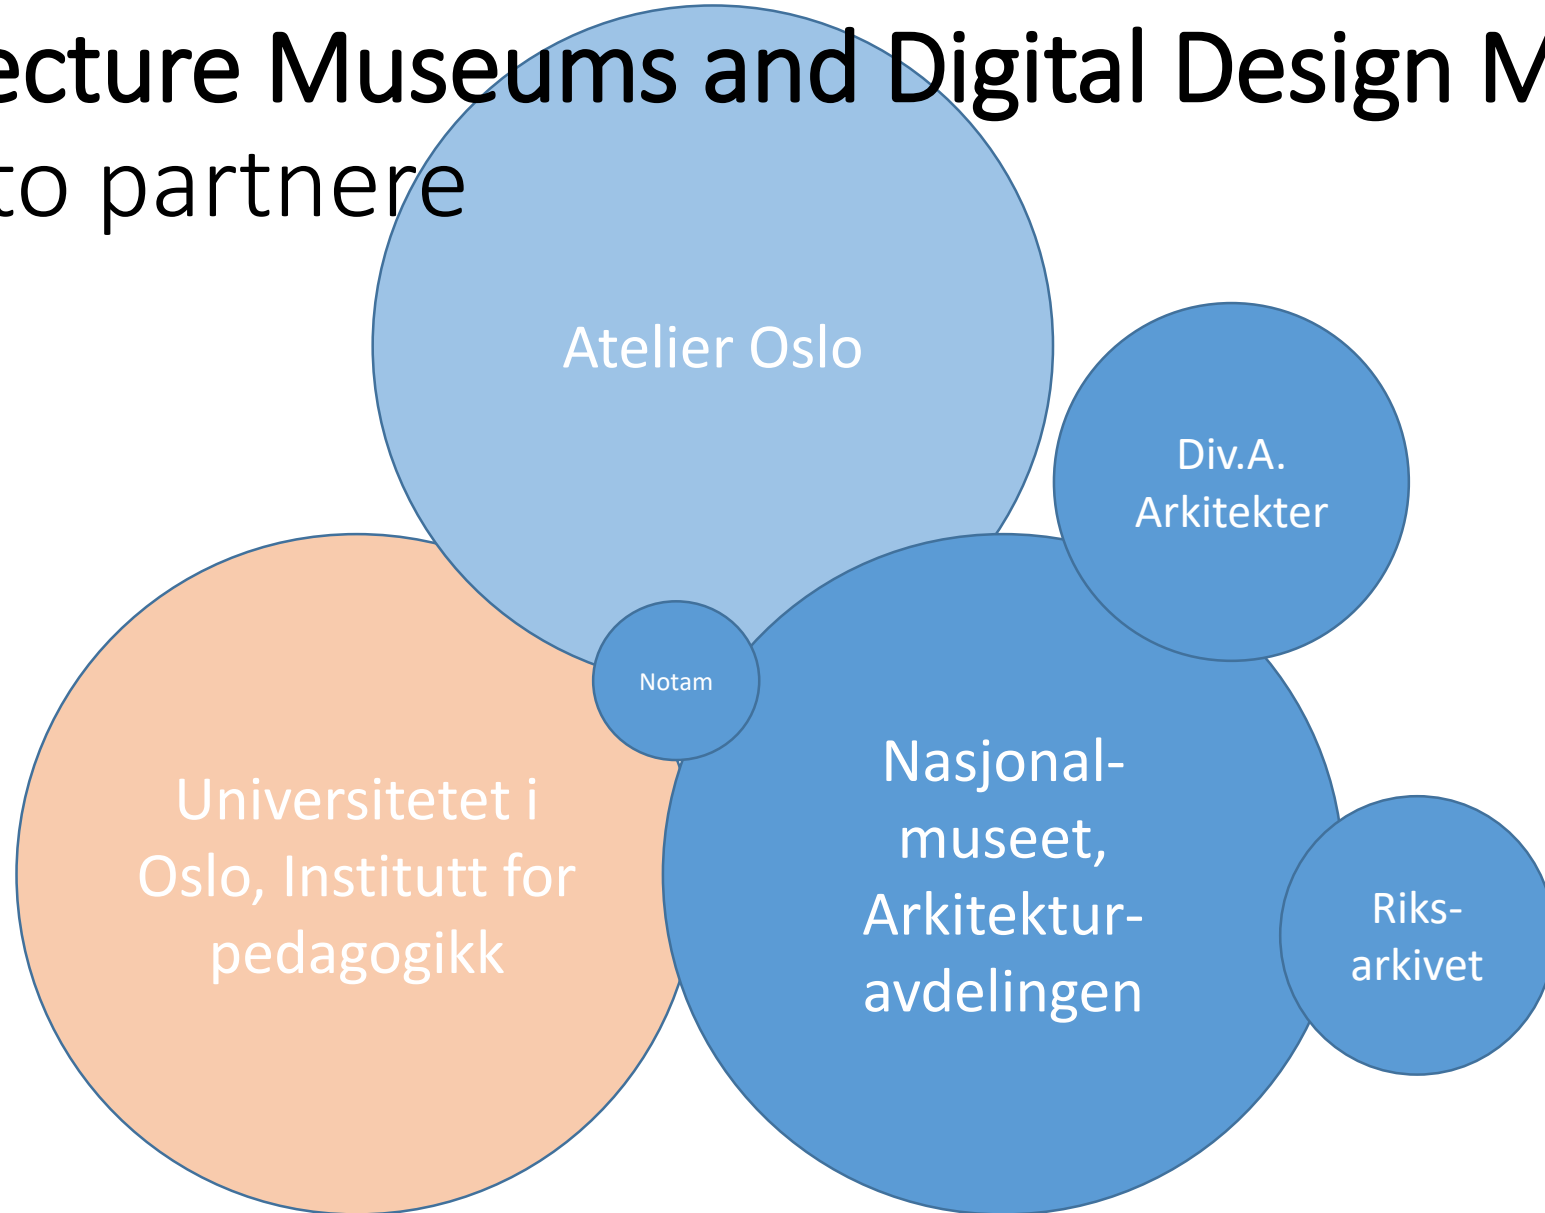 ecture Museums and Digital Design M
to partnere
Atelier Oslo
Div.A.
Arkitekter
Notam
Universitetet i
Oslo, Institutt for
pedagogikk
Nasjonal-
museet,
Arkitektur-
avdelingen
Riks-
arkivet